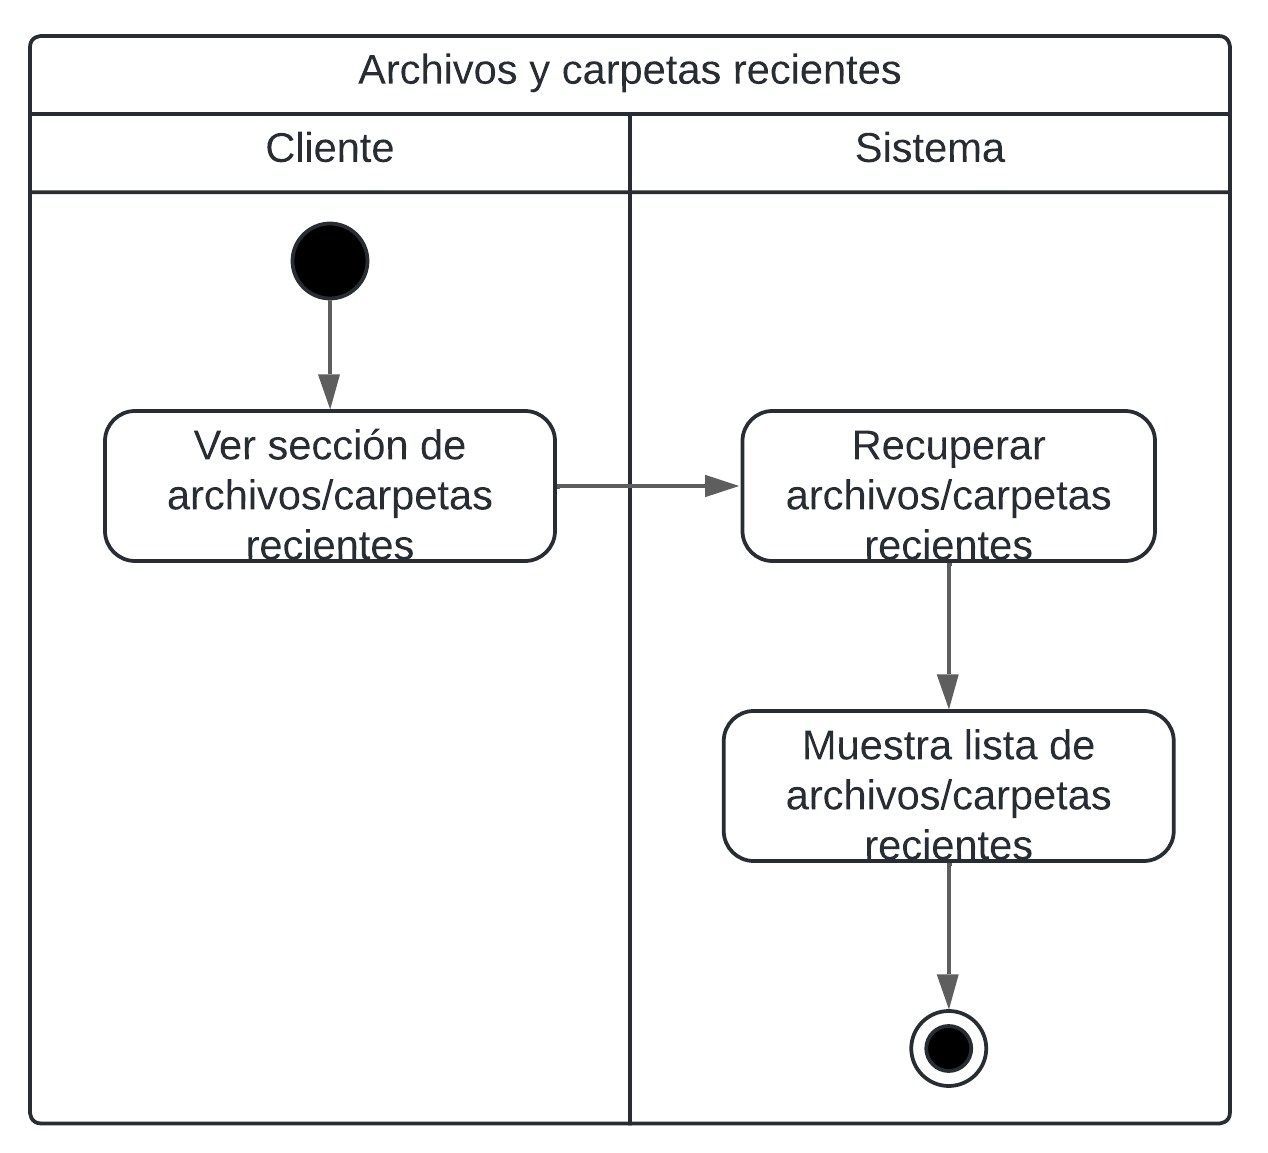 Archivos y carpetas recientes
Cliente
Sistema
Ver sección de
archivos/carpetas
recientes
Recuperar
archivos/carpetas
recientes
Muestra lista de
archivos/carpetas
recientes